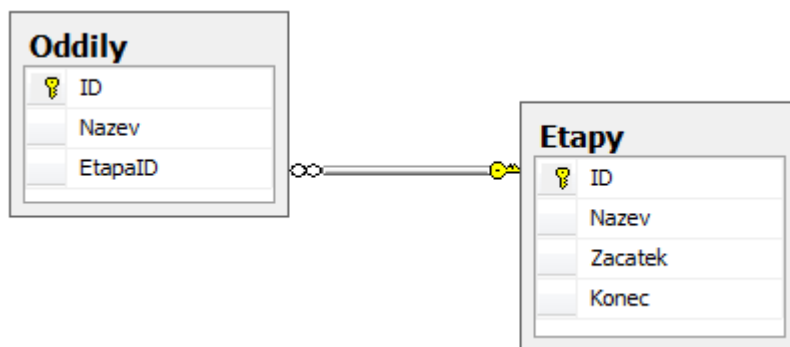 Oddily
ID
Nazev
EtapaID
Etapy
ID
Nazev
Zacatek
Konec